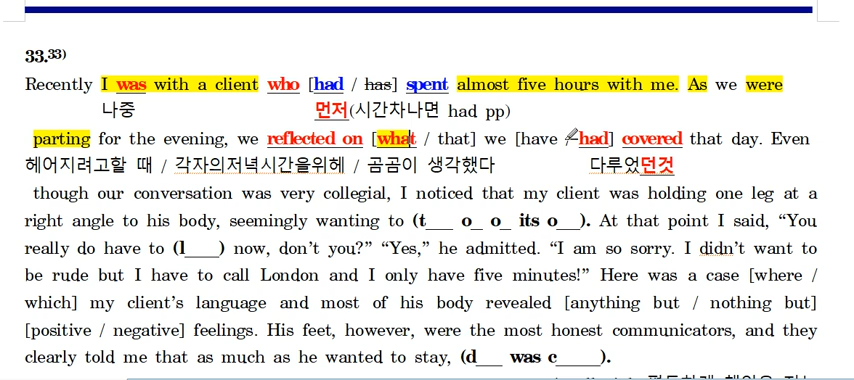 33.33)
Recently I was with a client who [had / has] spent almost five hours with me. As we were
나중 먼저(시간차나면 had pp)
parting for the evening, we reflected on [what / that] we [have / had] covered that day. Even
헤어지려고할 때 / 각자의저녁시간을위헤 / 곰곰이 생각했다 다루었던것
though our conversation was very collegial, I noticed that my client was holding one leg at a
right angle to his body, seemingly wanting to (t___ o_ o_ its o___). At that point I said, “You
really do have to (l____) now, don’t you?” “Yes,” he admitted. “I am so sorry. I didn’t want to
be rude but I have to call London and I only have five minutes!” Here was a case [where /
which] my client’s language and most of his body revealed [anything but / nothing but]
[positive / negative] feelings. His feet, however, were the most honest communicators, and they
clearly told me that as much as he wanted to stay, (d___ was c_____).